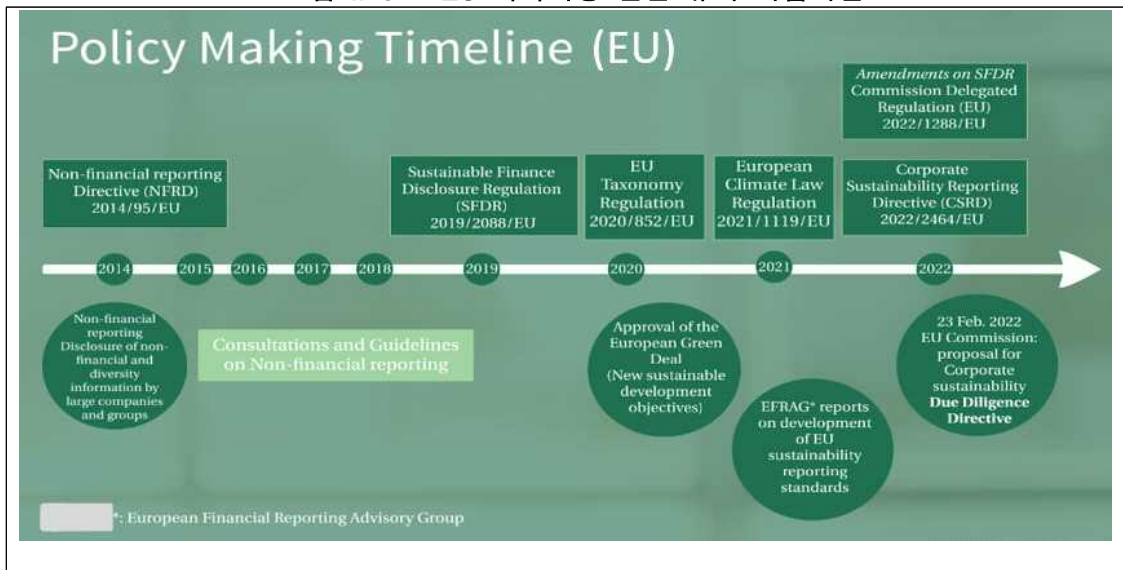 Policy Making Timeline (EU)
Amendments on SFDR
Commission Delegated
Regulation (EU)
2022/1288/EU
Non-financial reporting
Directive (NFRD)
2014/95/EU
Sustainable Finance
Disclosure Regulation
(SFDR)
2019/2088/EU
EU
Taxonomy
Regulation
2020/852/EU
European
Climate Law
Regulation
2021/1119/EU
Corporate
Sustainability Reporting
Directive (CSRD)
2022/2464/EU
2014
2015
2016
2017
2018
2019
2020
2021
2022
Non-financial
reporting
Disclosure of non-
financial and
diversity
information by
large companies
and groups
Consultations and Guidelines
on Non-financial reporting
Approval of the
European Green
Deal
(New sustainable
development
objectives)
EFRAG* reports
on development
of EU
sustainability
reporting
standards
23 Feb. 2022
EU Commission:
proposal for
Corporate
sustainability
Due Diligence
Directive
*: European Financial Reporting Advisory Group